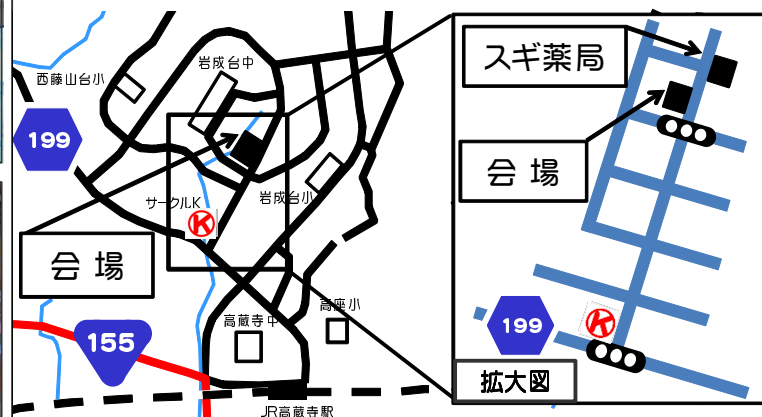 西藤山台小
岩成台中
199
サークルK
K
岩成台小
会場
155
高蔵寺中
高座小
JR高蔵寺駅
スギ薬局
会場
199
K
拡大図